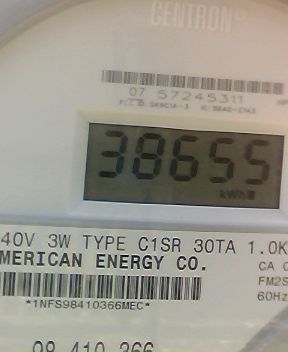 CENTRON
07 57245311
38655
kWh
40V 3W TYPE C1SR 30TA 1.0K
MERICAN ENERGY CO.
CA 0
FM2S
60Hz
*1NFS98410366MEC*
98 410 366